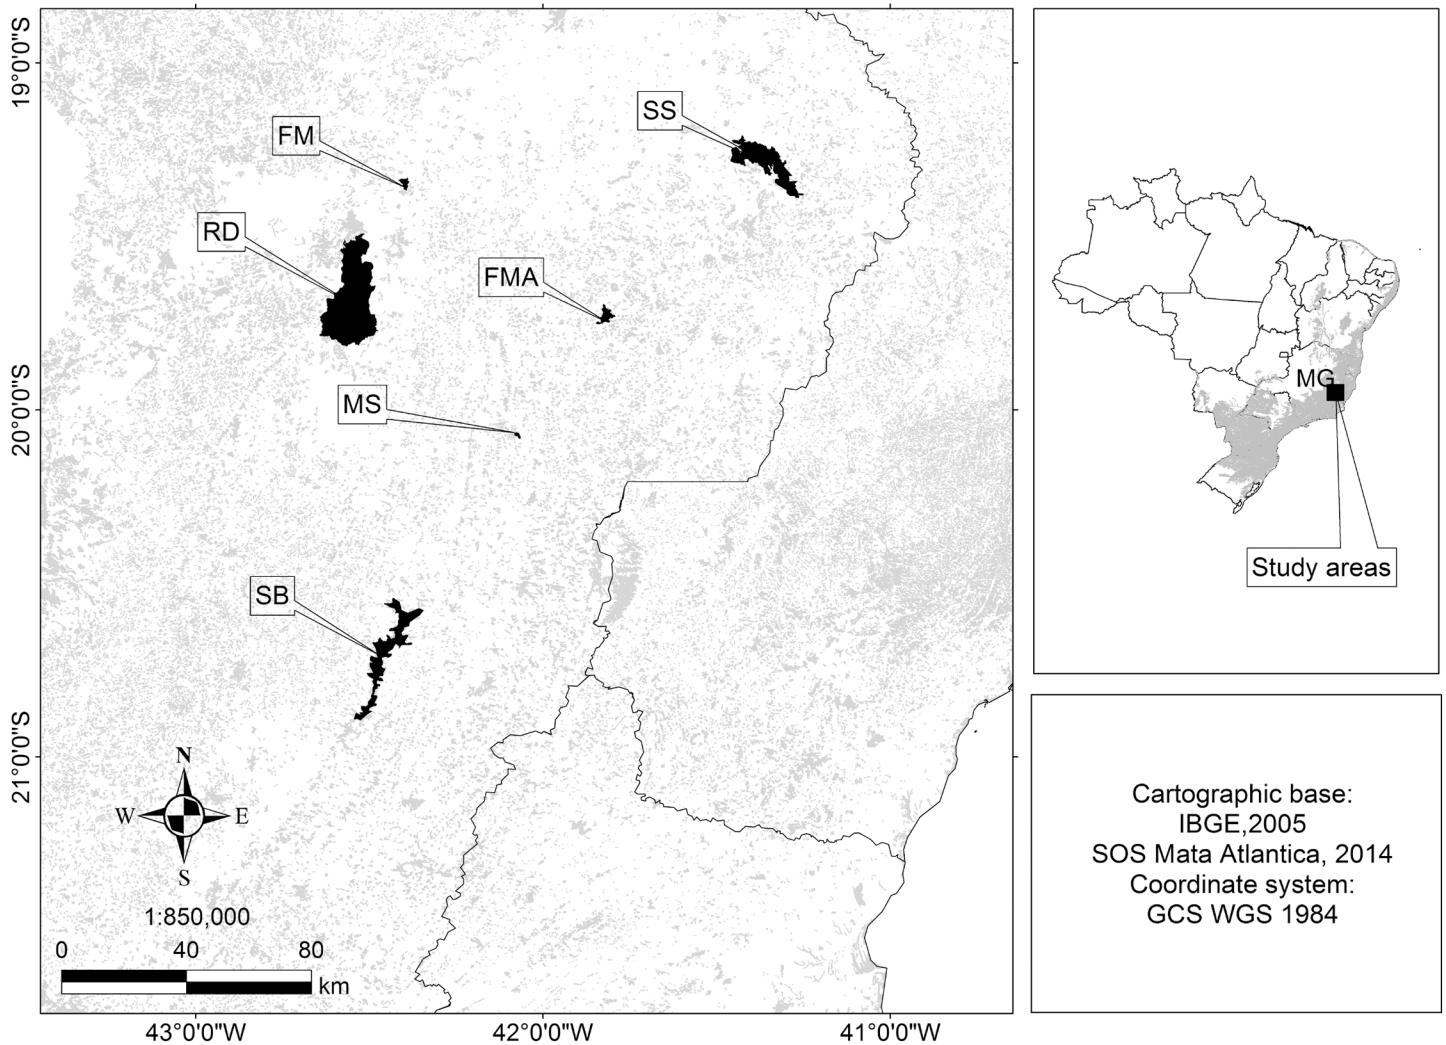 19°0'0"S
20°0'0"S
21°0'0"S
FM
SS
RD
FMA
MS
SB
N
W
E
S
1:850,000
0 40 80
km
43°0'0"W 42°0'0"W 41°0'0"W
MG
Study areas
Cartographic base:
IBGE,2005
SOS Mata Atlantica, 2014
Coordinate system:
GCS WGS 1984